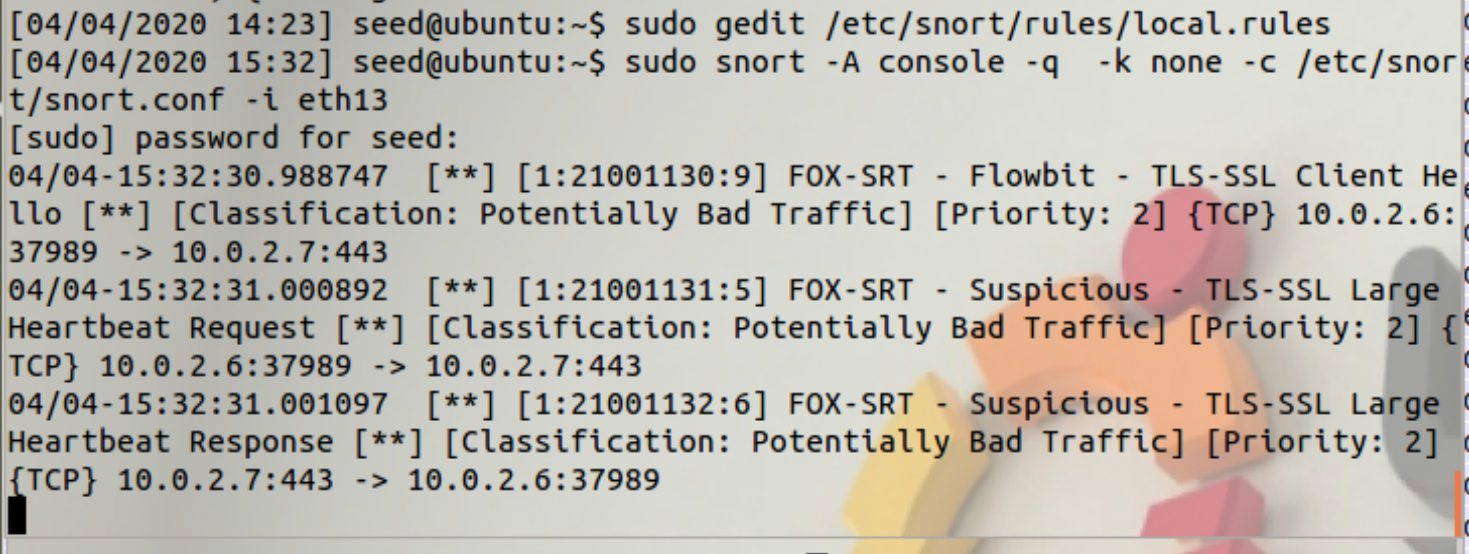 [04/04/2020 14:23] seed@ubuntu:~$ sudo gedit /etc/snort/rules/local.rules
[04/04/2020 15:32] seed@ubuntu:~$ sudo snort -A console -q  -k none -c /etc/snor
t/snort.conf -i eth13
[sudo] password for seed:
04/04-15:32:30.988747  [**] [1:21001130:9] FOX-SRT - Flowbit - TLS-SSL Client He
llo [**] [Classification: Potentially Bad Traffic] [Priority: 2] {TCP} 10.0.2.6:
37989 -> 10.0.2.7:443
04/04-15:32:31.000892  [**] [1:21001131:5] FOX-SRT - Suspicious - TLS-SSL Large
Heartbeat Request [**] [Classification: Potentially Bad Traffic] [Priority: 2] {
TCP} 10.0.2.6:37989 -> 10.0.2.7:443
04/04-15:32:31.001097  [**] [1:21001132:6] FOX-SRT - Suspicious - TLS-SSL Large
Heartbeat Response [**] [Classification: Potentially Bad Traffic] [Priority: 2]
{TCP} 10.0.2.7:443 -> 10.0.2.6:37989